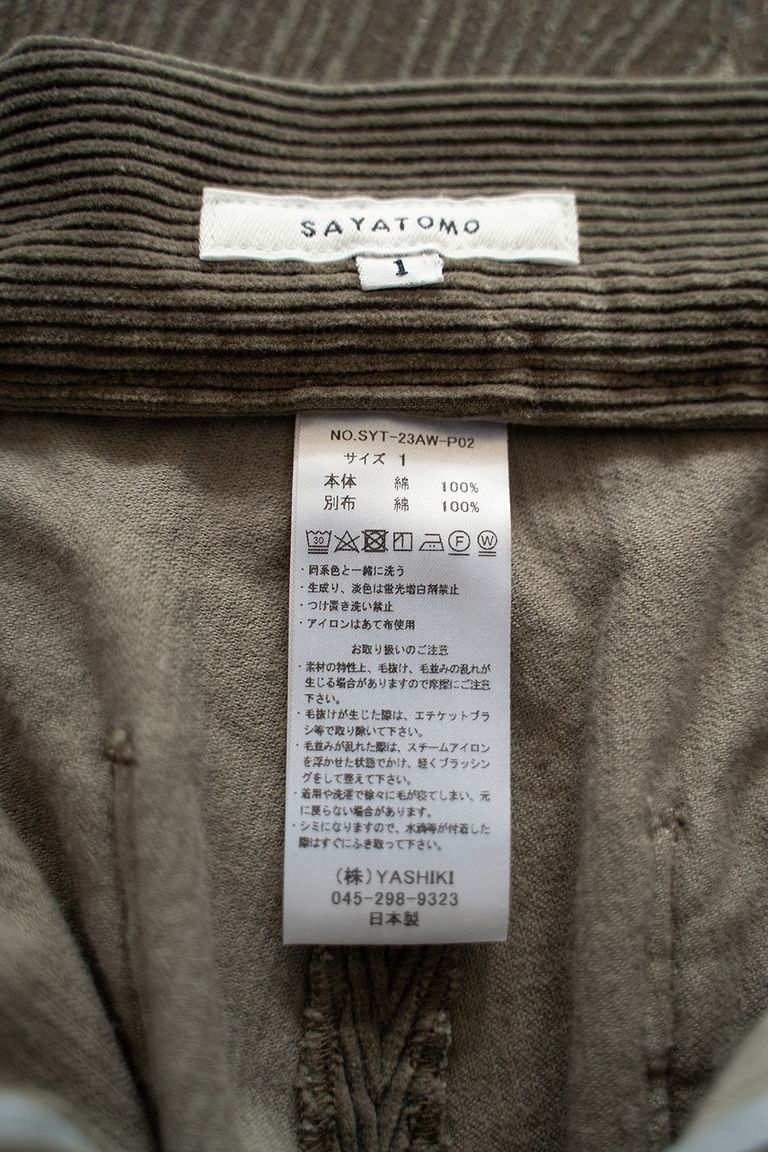 SAYATOMO
1
NO.SYT-23AW-P02
サイズ 1
本体 綿 100%
別布 綿 100%
30 F W
・同系色と一緒に洗う
・生成り、淡色は蛍光増白剤禁止
・つけ置き洗い禁止
・アイロンはあて布使用
お取り扱いのご注意
・素材の特性上、毛抜け、毛並みの乱れが
生じる場合がありますので摩擦にご注意
下さい。
・毛抜けが生じた際は、エチケットブラ
シ等で取り除いて下さい。
・毛並みが乱れた際は、スチームアイロン
を浮かせた状態でかけ、軽くブラッシン
グをして整えて下さい。
・着用や洗濯で徐々に毛が寝てしまい、元
に戻らない場合があります。
・シミになりますので、水滴等が付着した
際はすぐにふき取って下さい。
(株)YASHIKI
045-298-9323
日本製